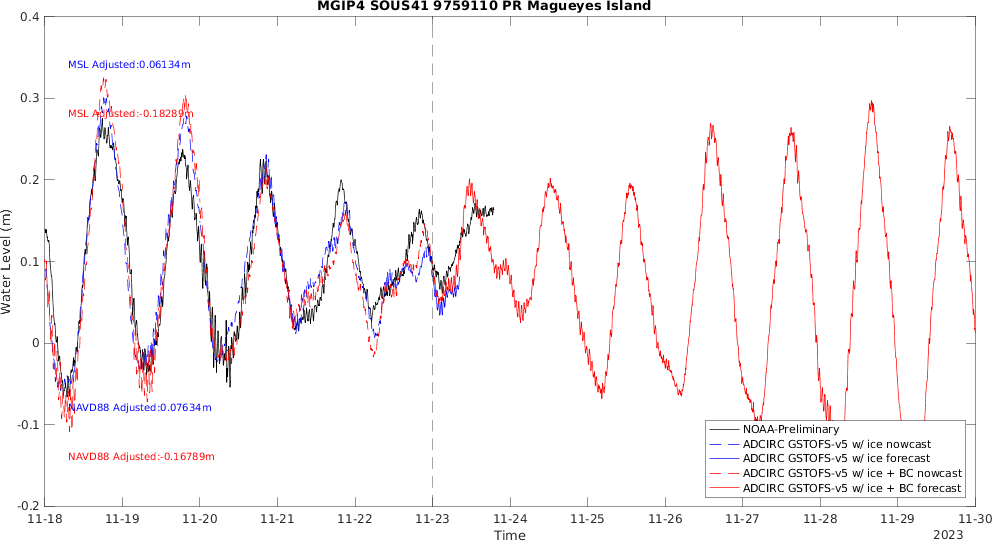 MGIP4 SOUS41 9759110 PR Magueyes Island
0.4
0.3
0.2
0.1
0
-0.1
-0.2
Water Level (m)
MSL Adjusted:0.06134m
MSL Adjusted:-0.18289m
NAVD88 Adjusted:0.07634m
NAVD88 Adjusted:-0.16789m
NOAA-Preliminary
ADCIRC GSTOFS-v5 w/ ice nowcast
ADCIRC GSTOFS-v5 w/ ice forecast
ADCIRC GSTOFS-v5 w/ ice + BC nowcast
ADCIRC GSTOFS-v5 w/ ice + BC forecast
11-18 11-19 11-20 11-21 11-22 11-23 11-24 11-25 11-26 11-27 11-28 11-29 11-30
Time
2023